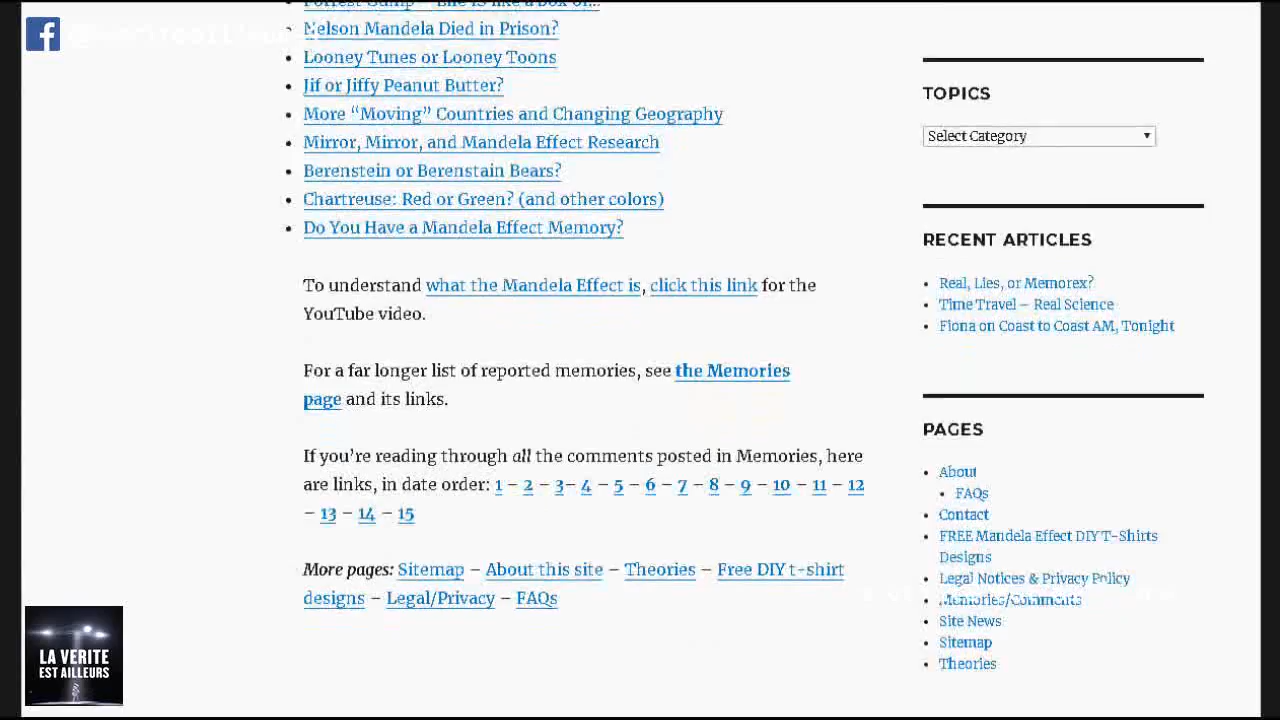 Forrest Gump – Life IS like a box of...
Nelson Mandela Died in Prison?
Looney Tunes or Looney Toons
Jif or Jiffy Peanut Butter?
More “Moving” Countries and Changing Geography
Mirror, Mirror, and Mandela Effect Research
Berenstein or Berenstain Bears?
Chartreuse: Red or Green? (and other colors)
Do You Have a Mandela Effect Memory?
To understand what the Mandela Effect is, click this link for the
YouTube video.
For a far longer list of reported memories, see the Memories
page and its links.
If you’re reading through all the comments posted in Memories, here
are links, in date order: 1 – 2 – 3– 4 – 5 – 6 – 7 – 8 – 9 – 10 – 11 – 12
– 13 – 14 – 15
More pages: Sitemap – About this site – Theories – Free DIY t-shirt
designs – Legal/Privacy – FAQs
TOPICS
Select Category
RECENT ARTICLES
Real, Lies, or Memorex?
Time Travel – Real Science
Fiona on Coast to Coast AM, Tonight
PAGES
About
FAQs
Contact
FREE Mandela Effect DIY T-Shirts
Designs
Legal Notices & Privacy Policy
Memories/Comments
Site News
Sitemap
Theories
LA VERITE
EST AILLEURS